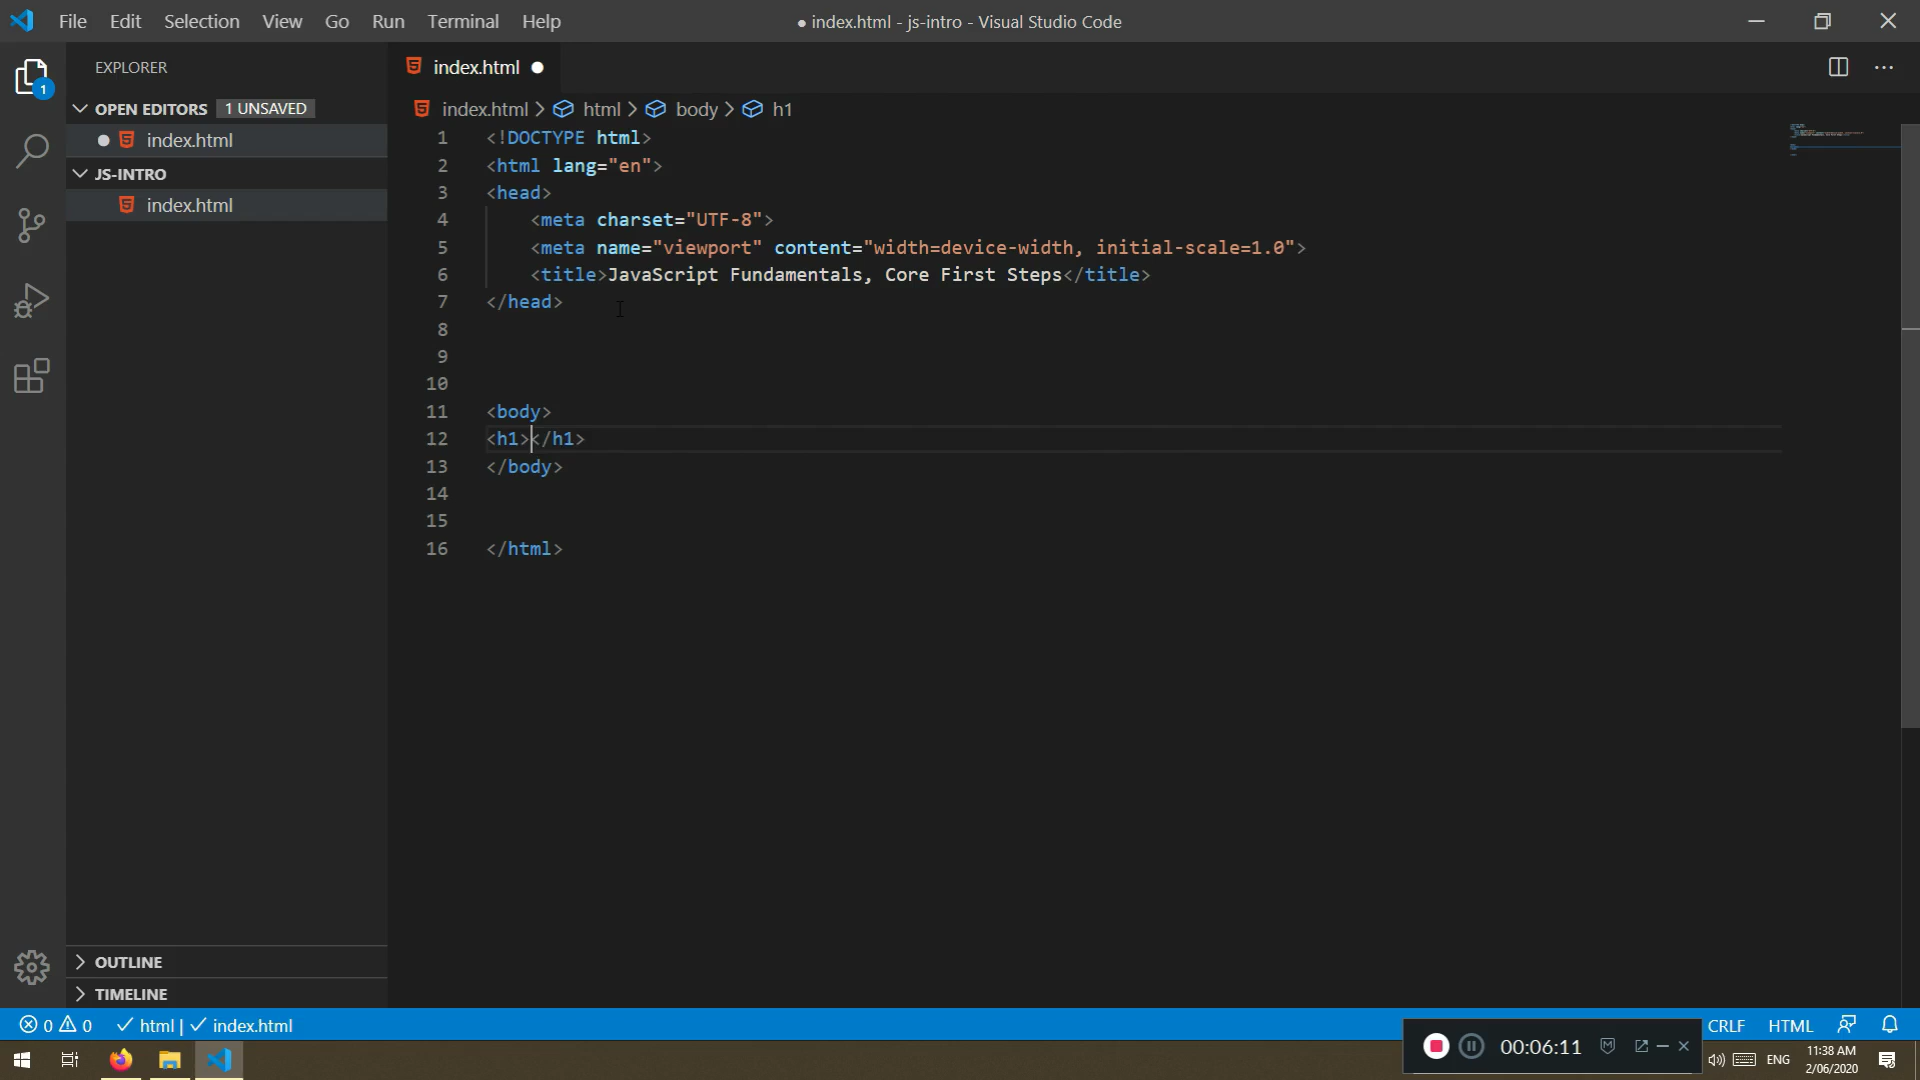 File Edit Selection View Go Run Terminal Help
● index.html - js-intro - Visual Studio Code
EXPLORER
1
OPEN EDITORS 1 UNSAVED
index.html
JS-INTRO
index.html
OUTLINE
TIMELINE
index.html
index.html > html > body > h1
1 <!DOCTYPE html>
2 <html lang="en">
3 <head>
4 <meta charset="UTF-8">
5 <meta name="viewport" content="width=device-width, initial-scale=1.0">
6 <title>JavaScript Fundamentals, Core First Steps</title>
7 </head>
8
9
10
11 <body>
12 <h1></h1>
13 </body>
14
15
16 </html>
0 0 html | index.html
CRLF HTML
00:06:11
ENG
11:38 AM
2/06/2020